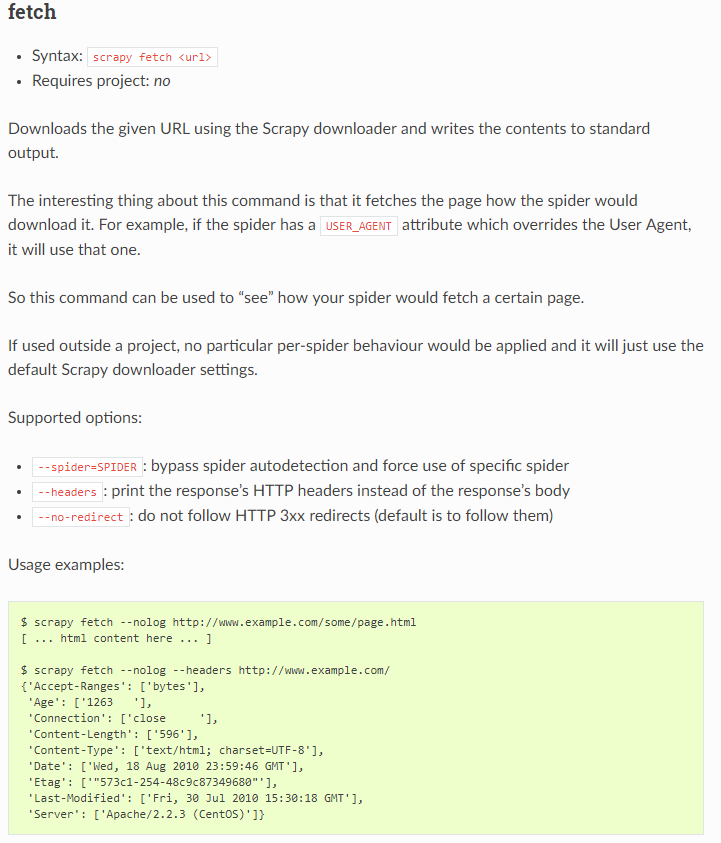 fetch
• Syntax: scrapy fetch <url>
• Requires project: no
Downloads the given URL using the Scrapy downloader and writes the contents to standard
output.
The interesting thing about this command is that it fetches the page how the spider would
download it. For example, if the spider has a USER_AGENT attribute which overrides the User Agent,
it will use that one.
So this command can be used to “see” how your spider would fetch a certain page.
If used outside a project, no particular per-spider behaviour would be applied and it will just use the
default Scrapy downloader settings.
Supported options:
• --spider=SPIDER: bypass spider autodetection and force use of specific spider
• --headers: print the response’s HTTP headers instead of the response’s body
• --no-redirect: do not follow HTTP 3xx redirects (default is to follow them)
Usage examples:
$ scrapy fetch --nolog http://www.example.com/some/page.html
[ ... html content here ... ]
$ scrapy fetch --nolog --headers http://www.example.com/
{'Accept-Ranges': ['bytes'],
 'Age': ['1263   '],
 'Connection': ['close     '],
 'Content-Length': ['596'],
 'Content-Type': ['text/html; charset=UTF-8'],
 'Date': ['Wed, 18 Aug 2010 23:59:46 GMT'],
 'Etag': ['"573c1-254-48c9c87349680"'],
 'Last-Modified': ['Fri, 30 Jul 2010 15:30:18 GMT'],
 'Server': ['Apache/2.2.3 (CentOS)']}